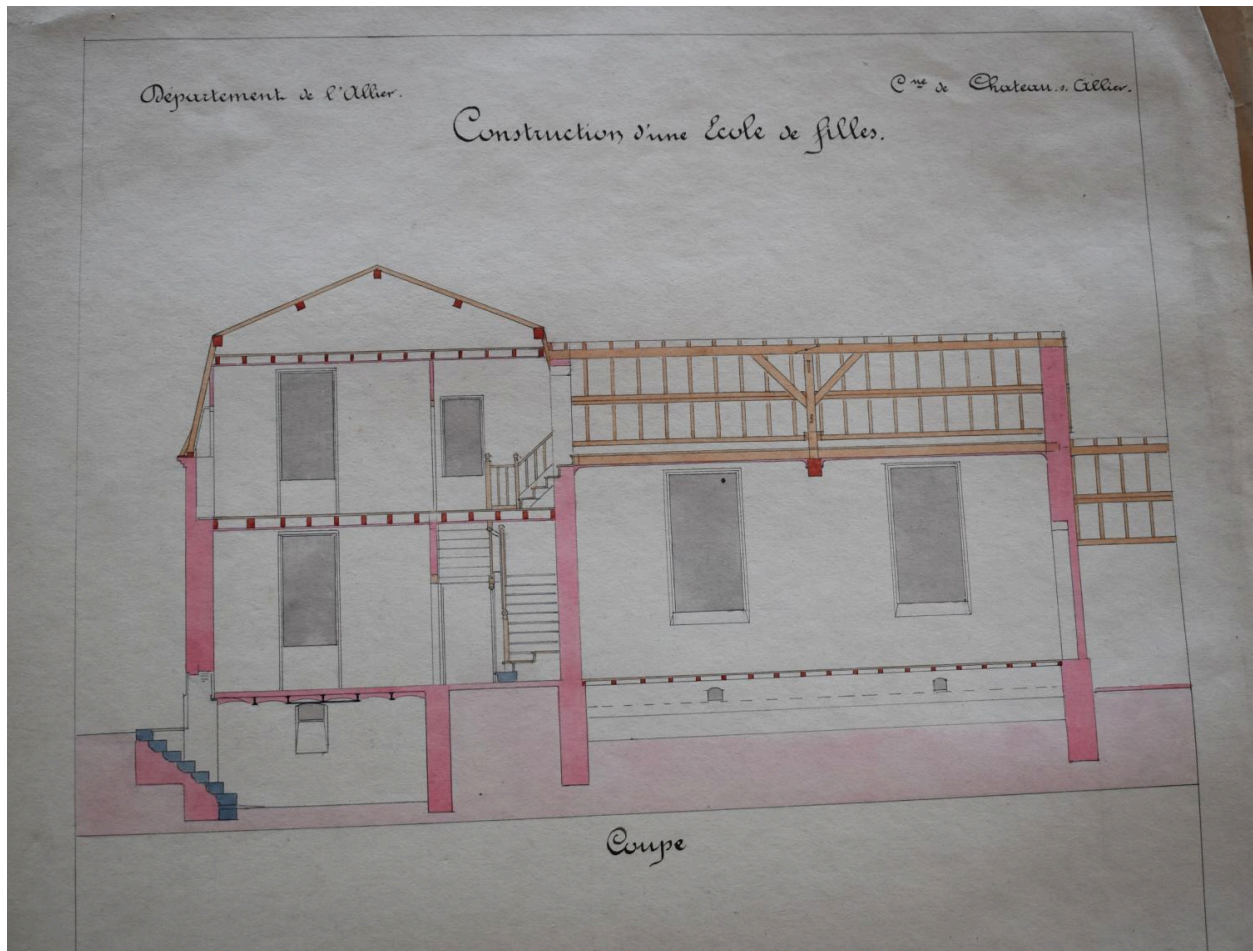 Département de l'Allier.
Cne de Chateau.s.Allier.
Construction d'une Ecole de filles.
Coupe